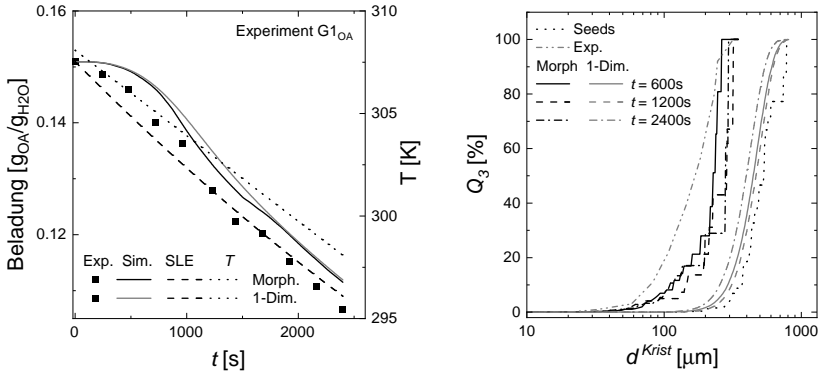 Experiment G1OA
Beladung [gOA/gH2O]
0.16
0.14
0.12
310
305
300
295
T [K]
Exp. Sim. SLE T
Morph.
1-Dim.
0 1000 2000
t [s]
Seeds
Exp.
Morph 1-Dim.
t = 600s
t = 1200s
t = 2400s
Q3 [%]
100
80
60
40
20
0
10 100 1000
dKrist [μm]